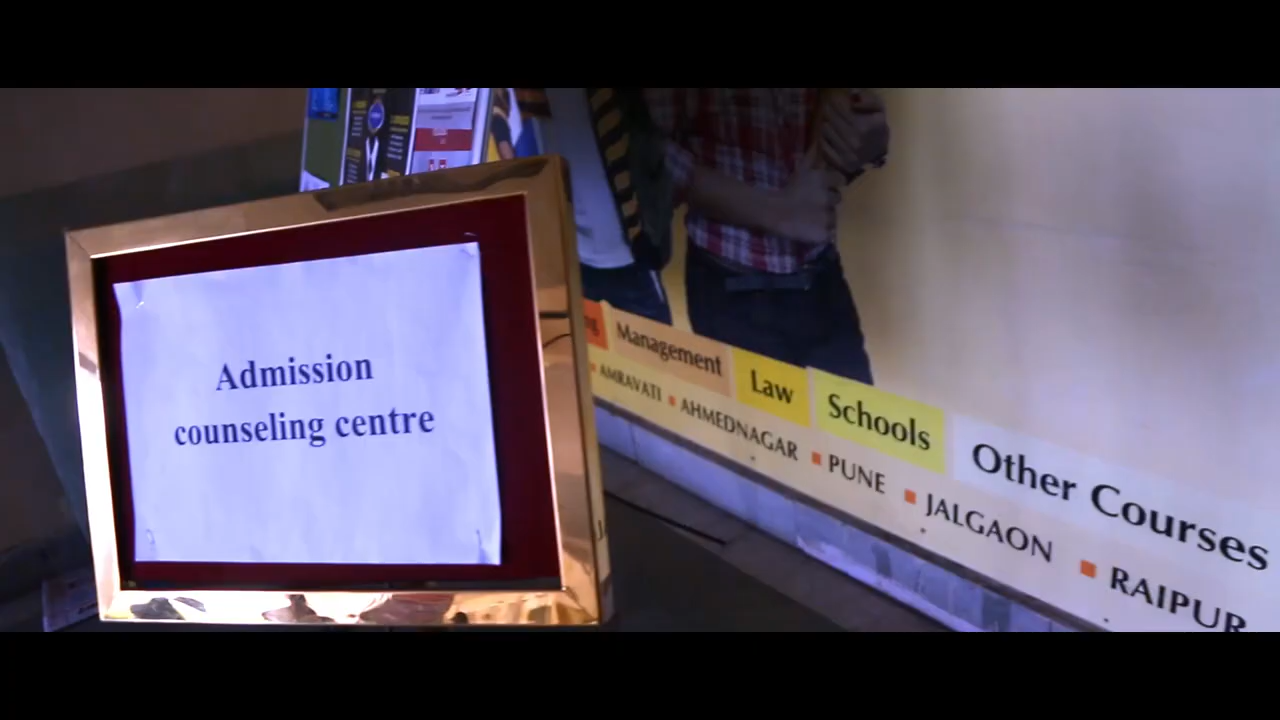 Admission
counseling centre
Management Law Schools Other Courses
AMRAVATI ▪ AHMEDNAGAR ▪ PUNE ▪ JALGAON ▪ RAIPUR